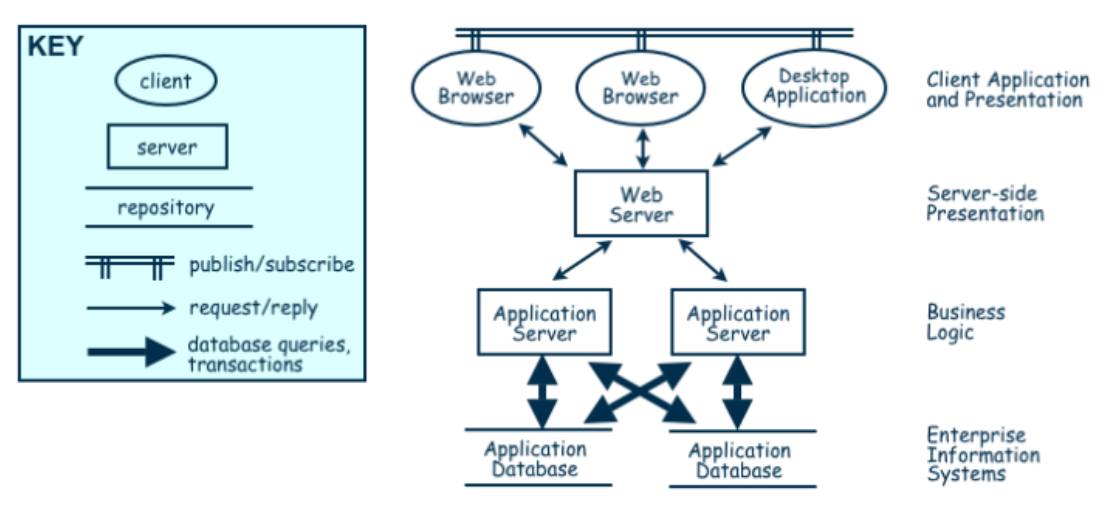 KEY
client
server
repository
publish/subscribe
request/reply
database queries,
transactions
Web
Browser
Web
Browser
Desktop
Application
Client Application
and Presentation
Web
Server
Server-side
Presentation
Application
Server
Application
Server
Business
Logic
Application
Database
Application
Database
Enterprise
Information
Systems